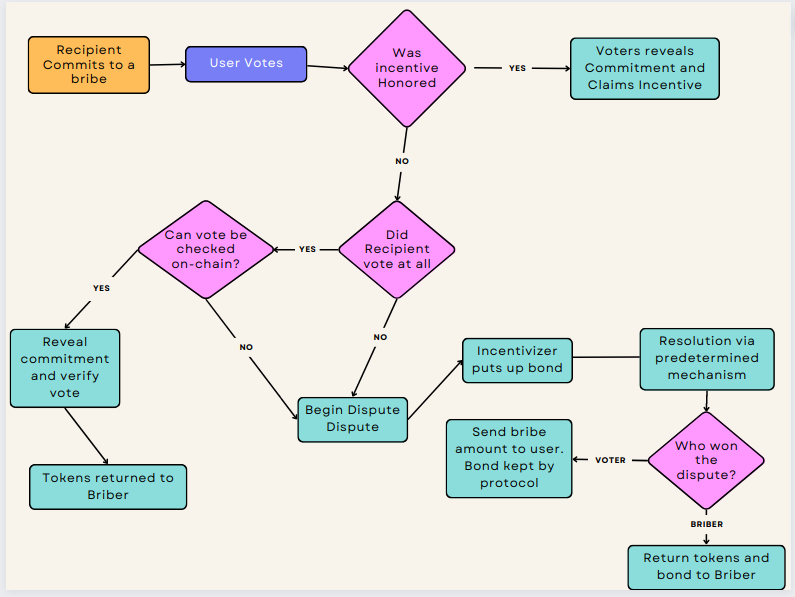 Recipient
Commits to a
bribe
User Votes
Was
incentive
Honored
YES
Voters reveals
Commitment and
Claims Incentive
NO
Can vote be
checked
on-chain?
YES
Did
Recipient
vote at all
YES
NO
NO
Reveal
commitment
and verify
vote
Incentivizer
puts up bond
Resolution via
predetermined
mechanism
Begin Dispute
Dispute
Send bribe
amount to user.
Bond kept by
protocol
VOTER
Who won
the
dispute?
Tokens returned to
Briber
BRIBER
Return tokens and
bond to Briber